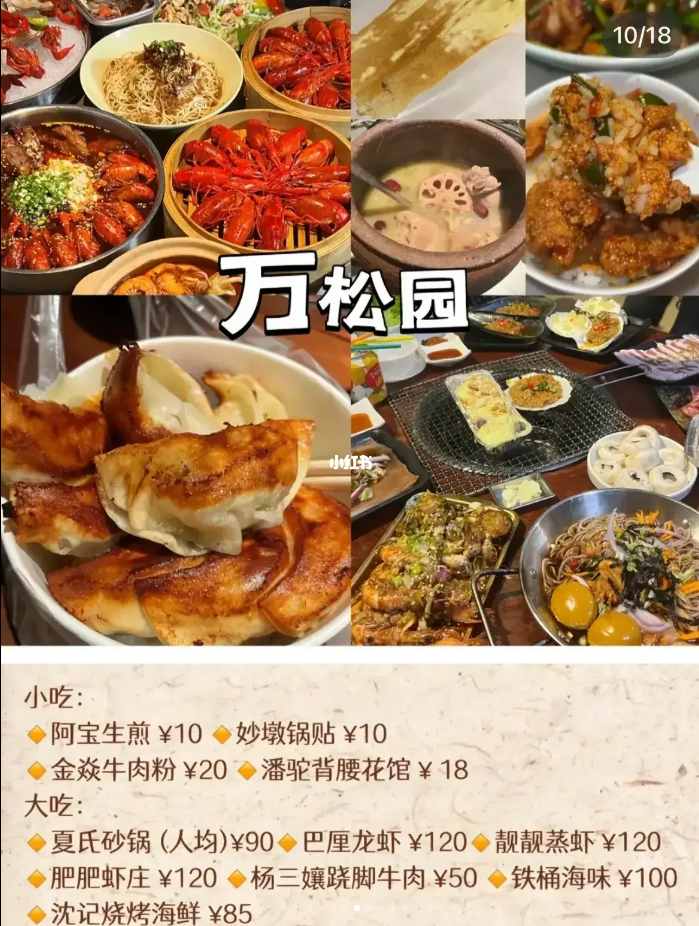 10/18
万松园
小红书
小吃：
🔸阿宝生煎 ¥10 🔸妙墩锅贴 ¥10
🔸金焱牛肉粉 ¥20 🔸潘驼背腰花馆 ¥ 18
大吃：
🔸夏氏砂锅 (人均)¥90🔸巴厘龙虾 ¥120🔸靓靓蒸虾 ¥120
🔸肥肥虾庄 ¥120 🔸杨三孃跷脚牛肉 ¥50 🔸铁桶海味 ¥100
🔸沈记烧烤海鲜 ¥85